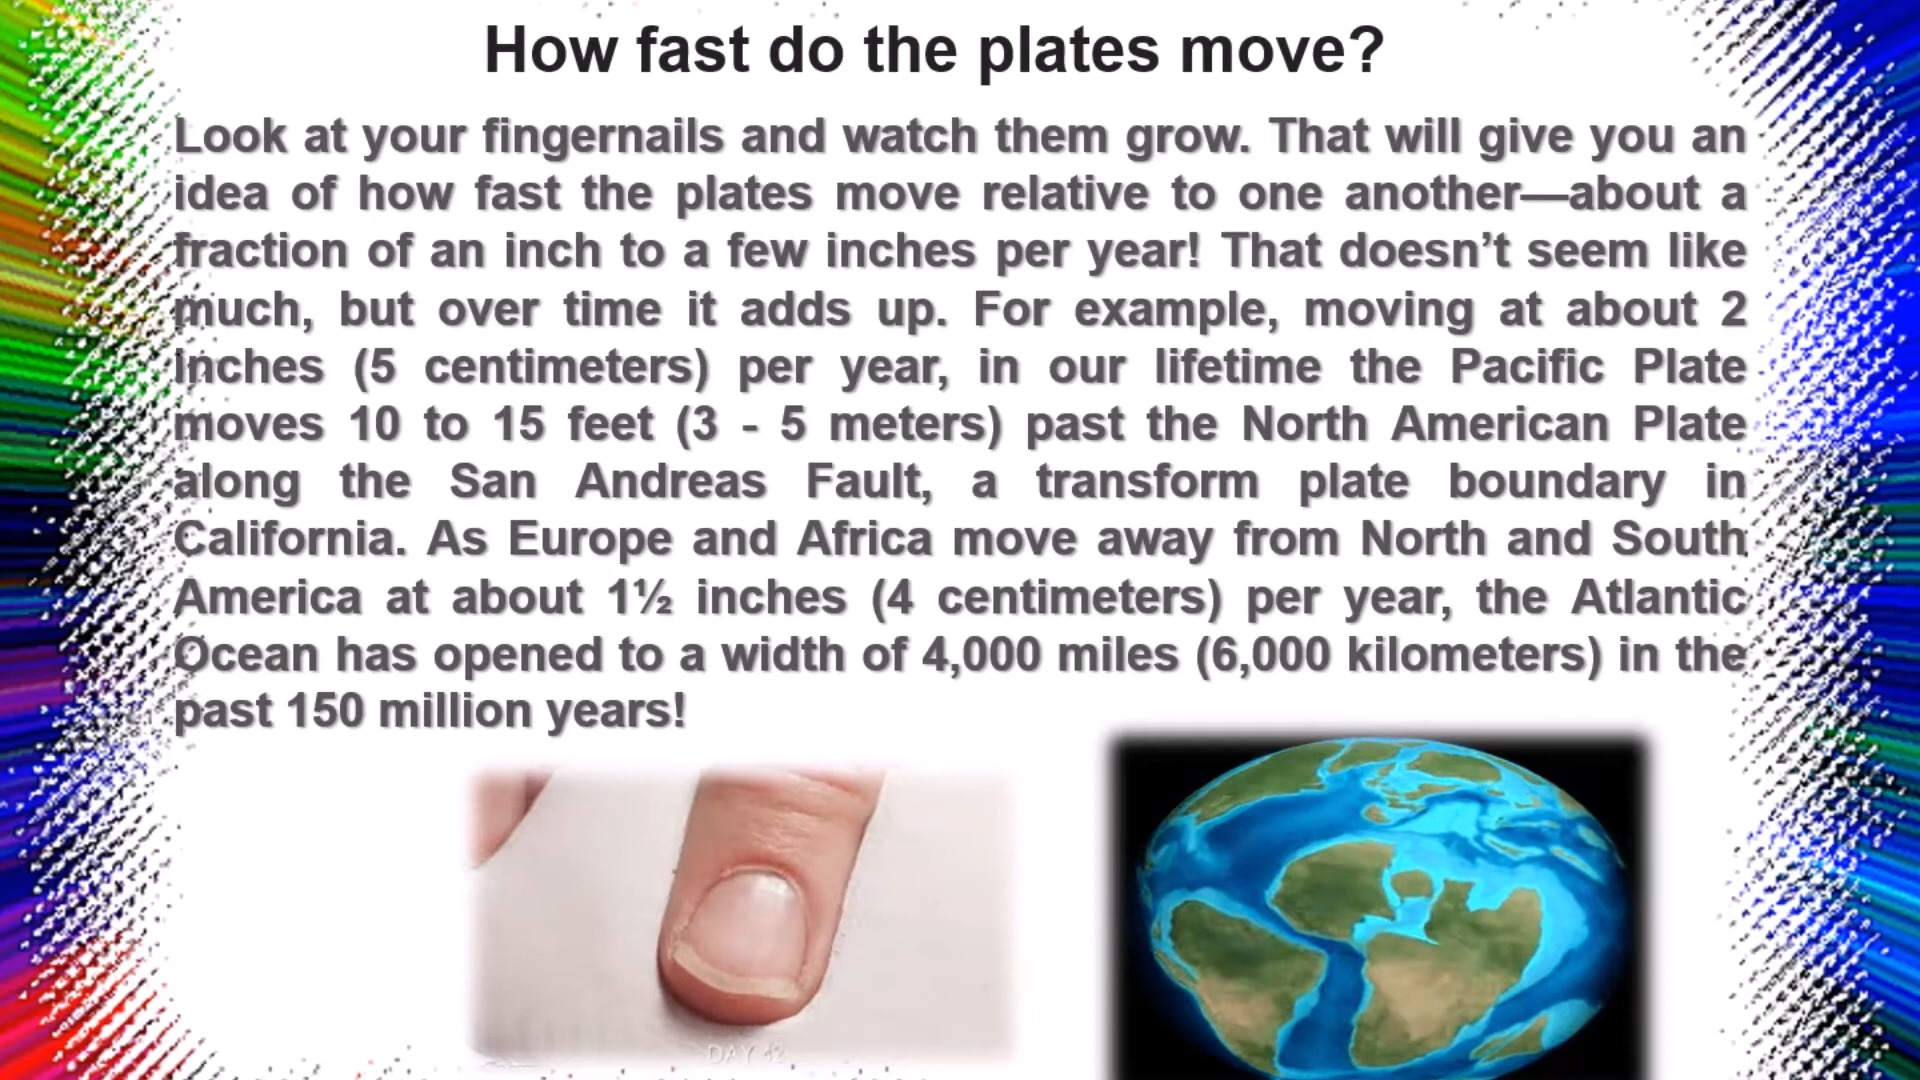 How fast do the plates move?
Look at your fingernails and watch them grow. That will give you an
idea of how fast the plates move relative to one another—about a
fraction of an inch to a few inches per year! That doesn’t seem like
much, but over time it adds up. For example, moving at about 2
inches (5 centimeters) per year, in our lifetime the Pacific Plate
moves 10 to 15 feet (3 - 5 meters) past the North American Plate
along the San Andreas Fault, a transform plate boundary in
California. As Europe and Africa move away from North and South
America at about 1½ inches (4 centimeters) per year, the Atlantic
Ocean has opened to a width of 4,000 miles (6,000 kilometers) in the
past 150 million years!
DAY